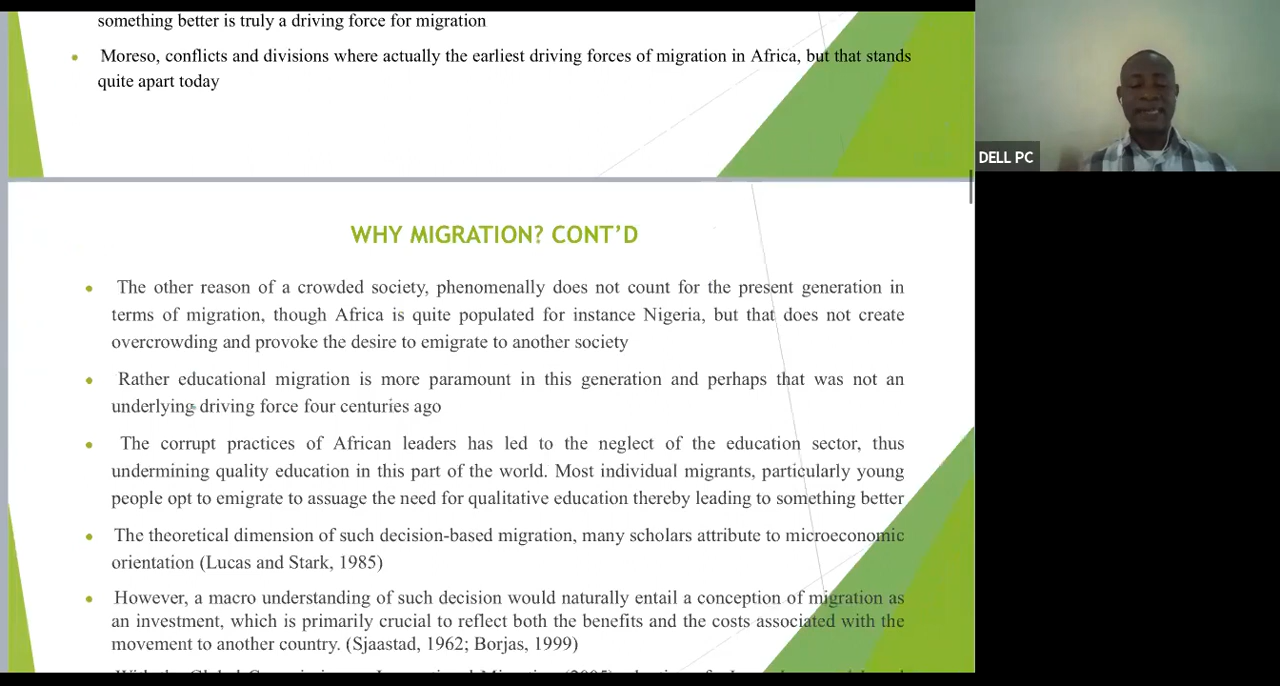 something better is truly a driving force for migration
Moreso, conflicts and divisions where actually the earliest driving forces of migration in Africa, but that stands
quite apart today
DELL PC
WHY MIGRATION? CONT'D
The other reason of a crowded society, phenomenally does not count for the present generation in
terms of migration, though Africa is quite populated for instance Nigeria, but that does not create
overcrowding and provoke the desire to emigrate to another society
Rather educational migration is more paramount in this generation and perhaps that was not an
underlying driving force four centuries ago
The corrupt practices of African leaders has led to the neglect of the education sector, thus
undermining quality education in this part of the world. Most individual migrants, particularly young
people opt to emigrate to assuage the need for qualitative education thereby leading to something better
The theoretical dimension of such decision-based migration, many scholars attribute to microeconomic
orientation (Lucas and Stark, 1985)
However, a macro understanding of such decision would naturally entail a conception of migration as
an investment, which is primarily crucial to reflect both the benefits and the costs associated with the
movement to another country. (Sjaastad, 1962; Borjas, 1999)